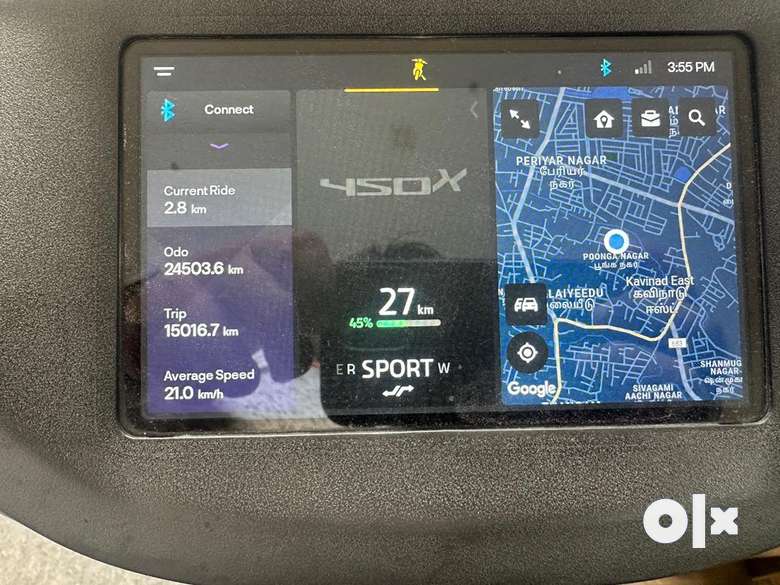 3:55 PM
Connect
Current Ride
2.8 km
Odo
24503.6 km
Trip
15016.7 km
Average Speed
21.0 km/h
450X
27 km
45%
E R SPORT W
PERIYAR NAGAR
பேரியர்
நகர்
POONGA NAGAR
பூங்க நகர்
Kavinad East
கவிநாடு
ஈஸ்ட்
SHANMUG
NAGAR
SIVAGAMI
AACHI NAGAR
Google
olx